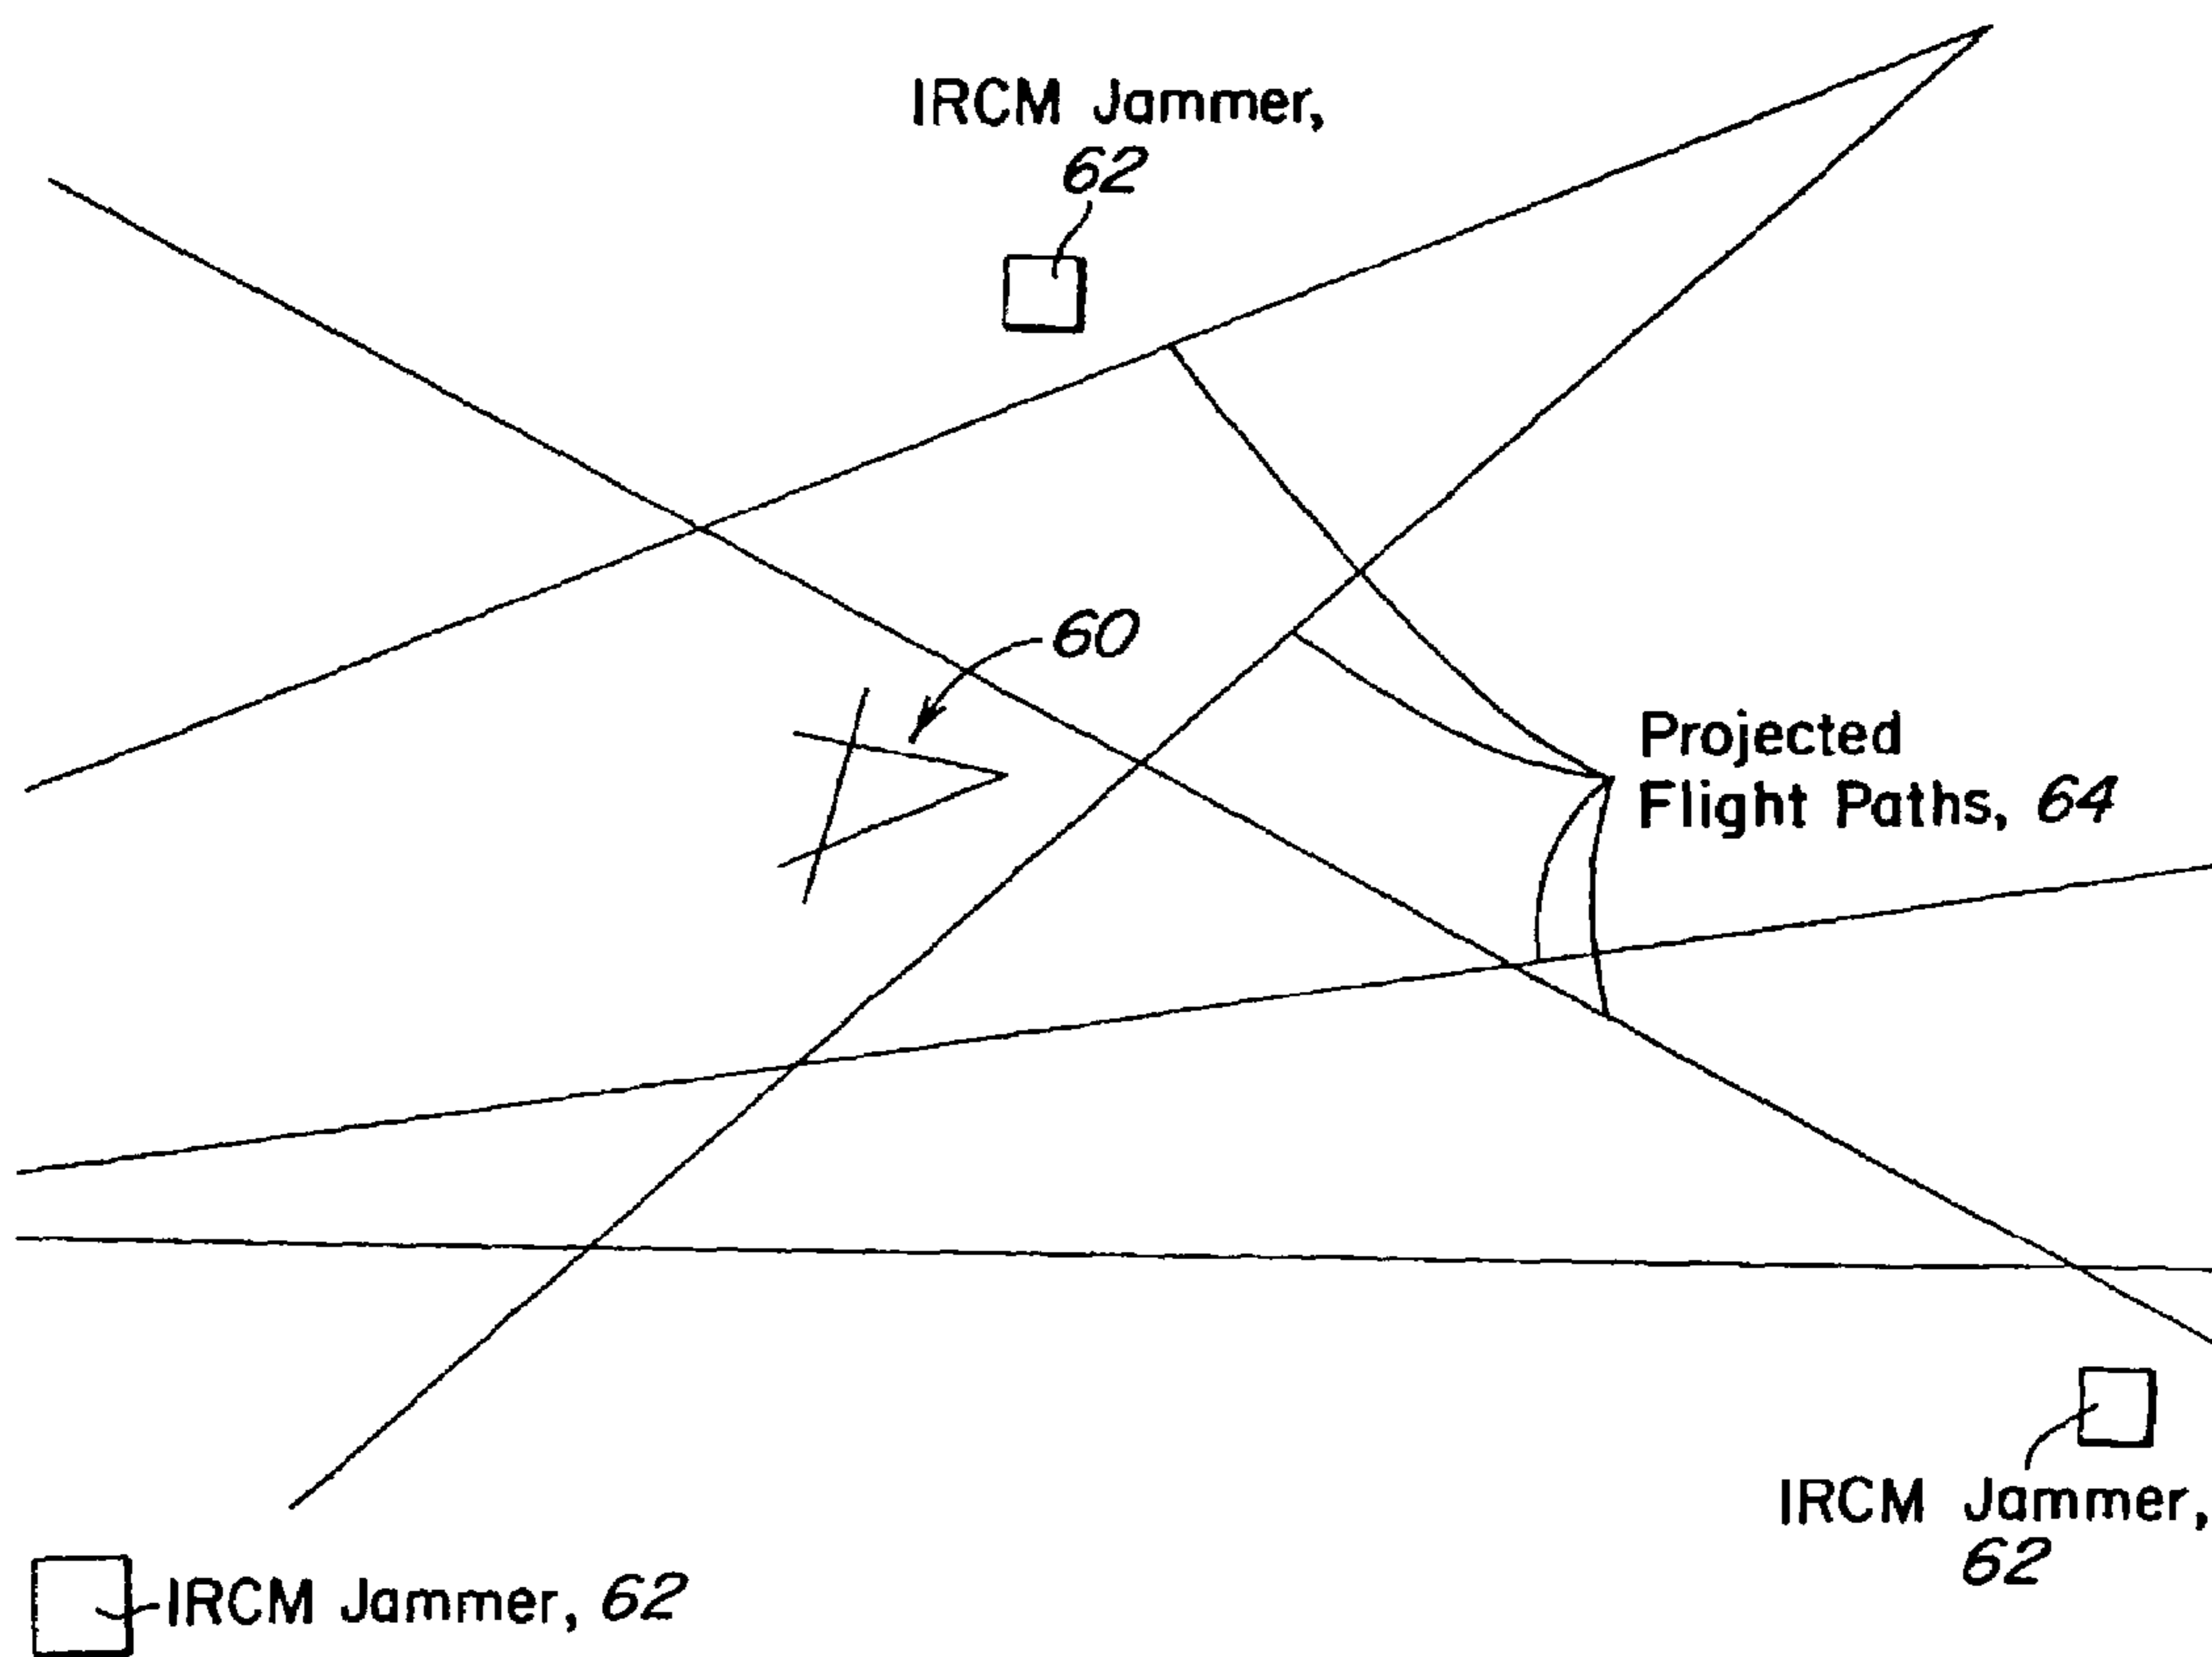 IRCM Jammer,
62
60
Projected
Flight Paths, 64
IRCM Jammer,
62
IRCM Jammer, 62